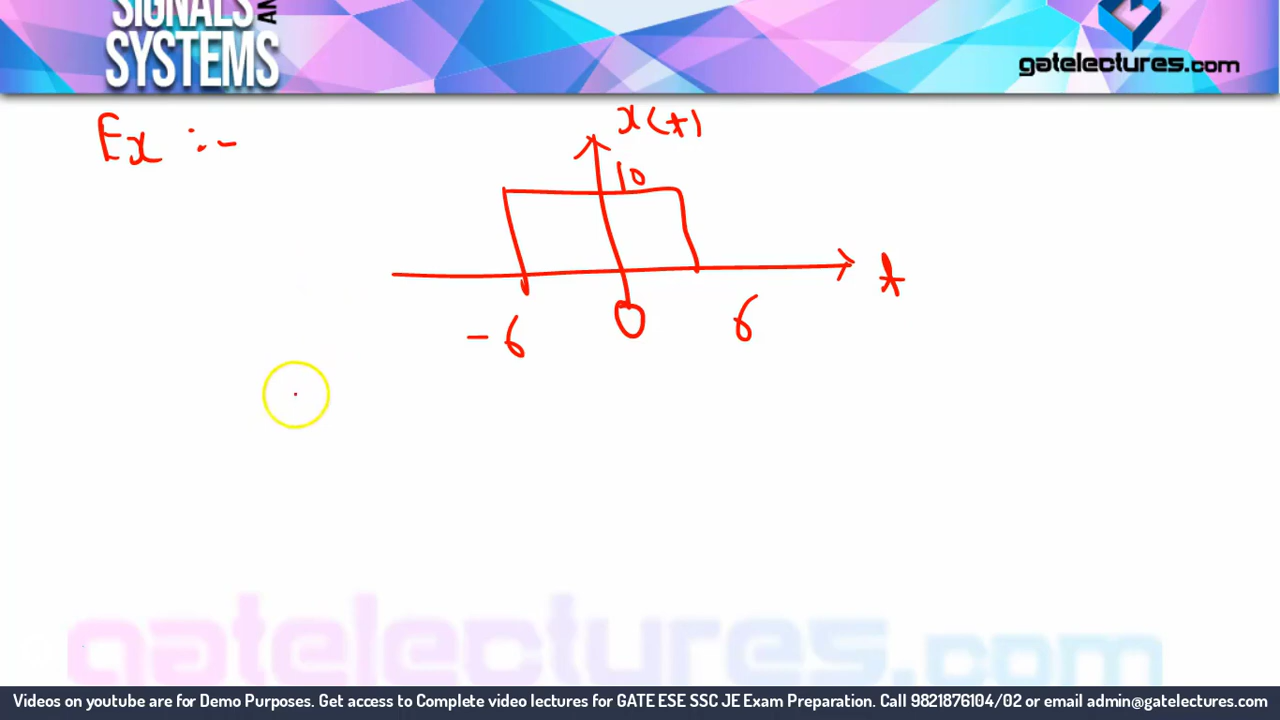 SIGNALS AND
SYSTEMS
gatelectures.com
Ex :-
x(t)
10
t
-6 0 6
gatelectures.com
Videos on youtube are for Demo Purposes. Get access to Complete video lectures for GATE ESE SSC JE Exam Preparation. Call 9821876104/02 or email admin@gatelectures.com